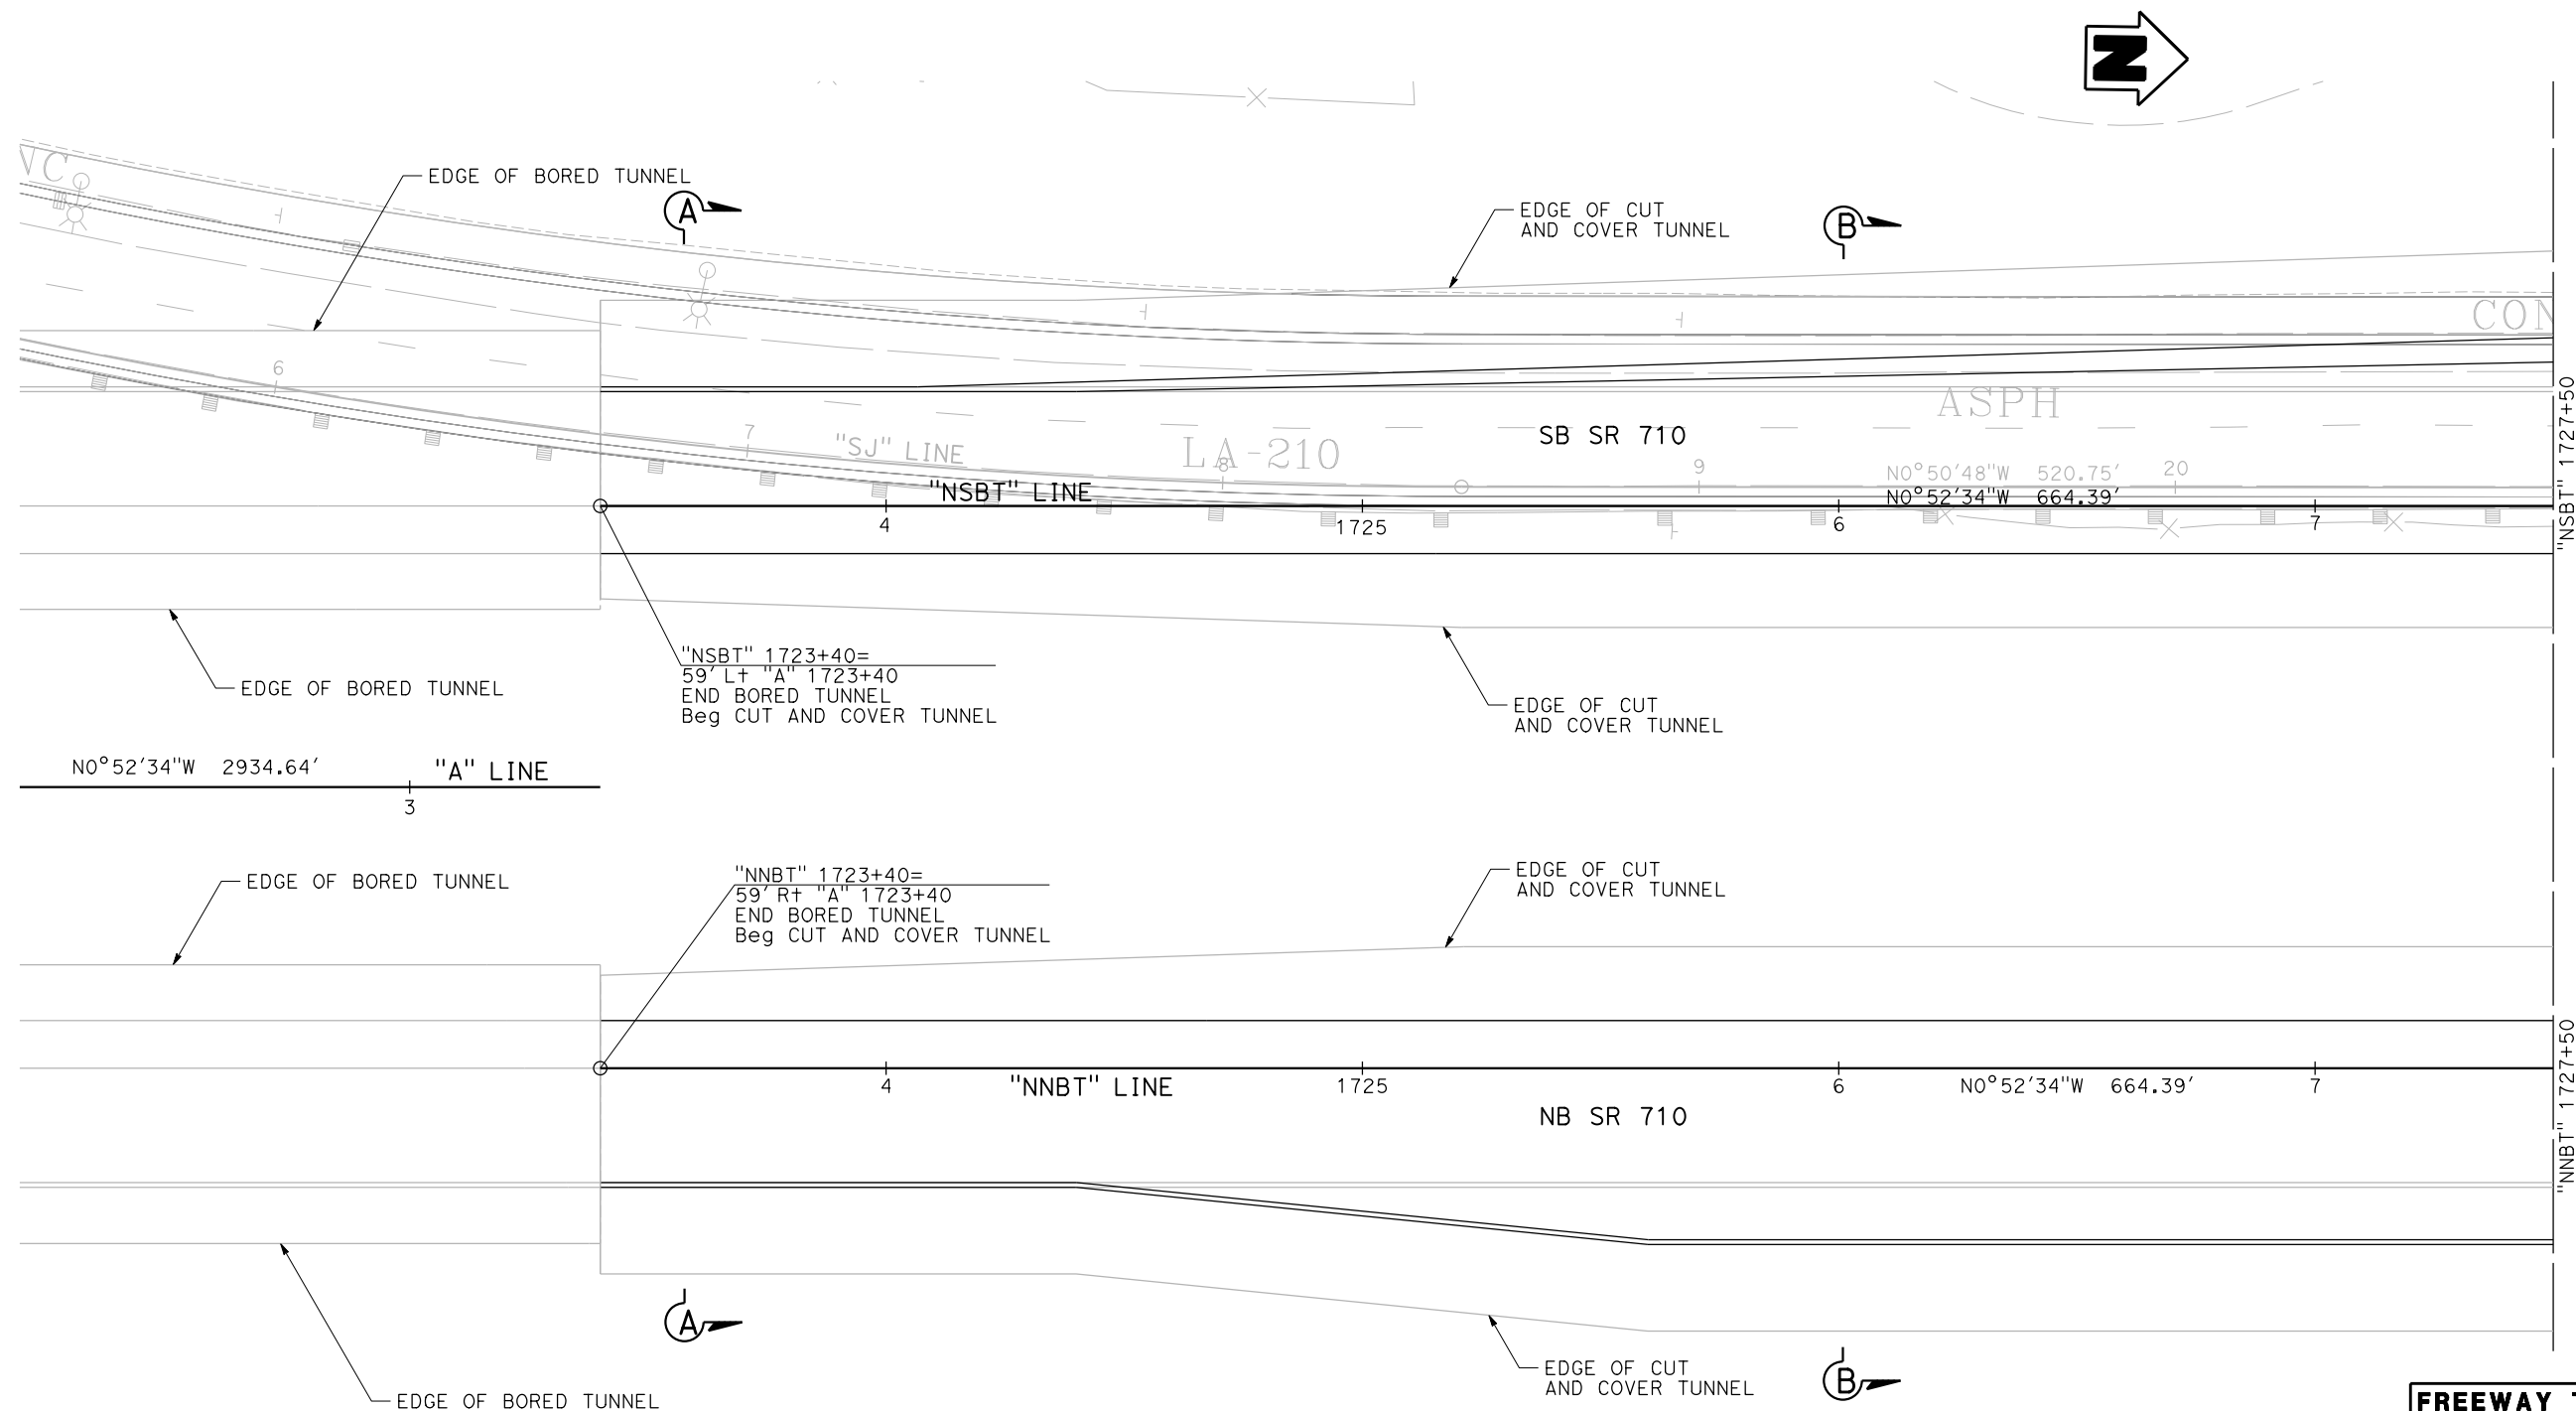 N
VC
EDGE OF BORED TUNNEL
A
EDGE OF CUT
AND COVER TUNNEL
B
CON
6
7
"SJ" LINE
LA-210
8
ASPH
SB SR 710
9
N0°50'48"W 520.75'
20
"NSBT" LINE
N0°52'34"W 664.39'
4
1725
6
7
"NSBT" 1727+50
"NSBT" 1723+40=
59' Lt "A" 1723+40
END BORED TUNNEL
Beg CUT AND COVER TUNNEL
EDGE OF BORED TUNNEL
EDGE OF CUT
AND COVER TUNNEL
N0°52'34"W 2934.64'
"A" LINE
3
EDGE OF BORED TUNNEL
"NNBT" 1723+40=
59' Rt "A" 1723+40
END BORED TUNNEL
Beg CUT AND COVER TUNNEL
EDGE OF CUT
AND COVER TUNNEL
4
"NNBT" LINE
1725
6
N0°52'34"W 664.39'
7
NB SR 710
"NNBT" 1727+50
A
EDGE OF CUT
AND COVER TUNNEL
B
EDGE OF BORED TUNNEL
FREEWAY